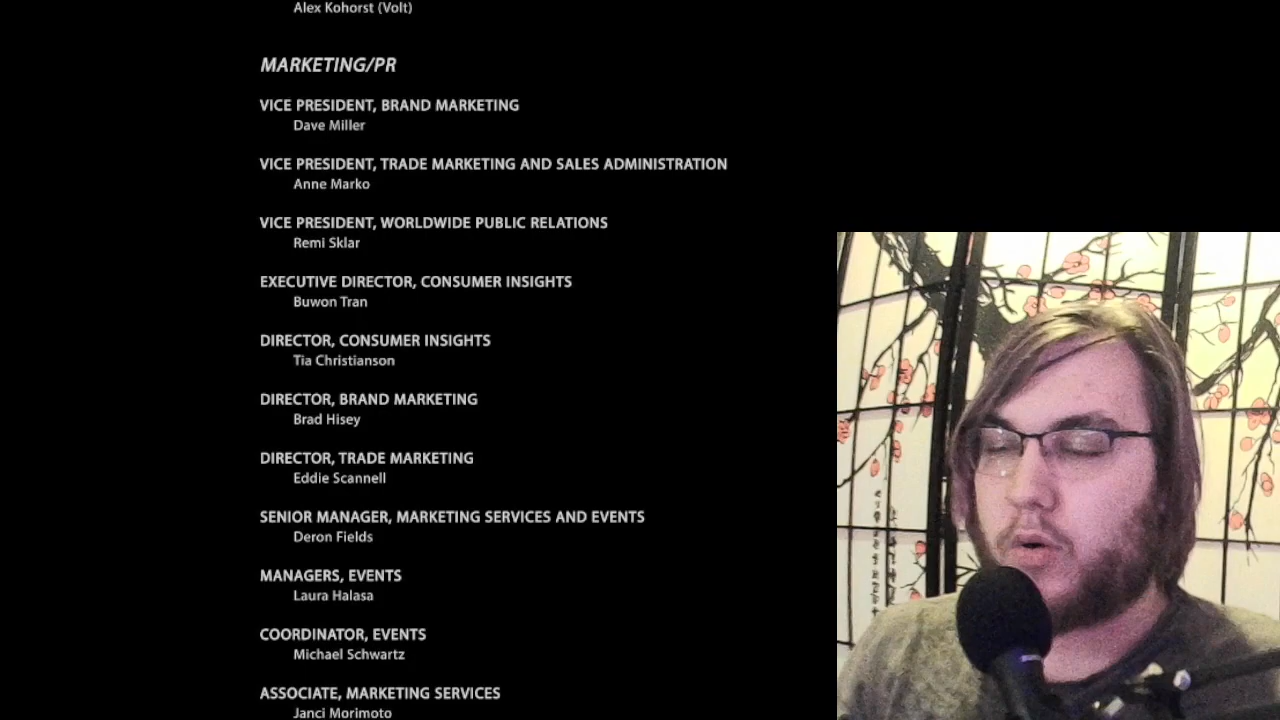 Alex Kohorst (Volt)
MARKETING/PR
VICE PRESIDENT, BRAND MARKETING
Dave Miller
VICE PRESIDENT, TRADE MARKETING AND SALES ADMINISTRATION
Anne Marko
VICE PRESIDENT, WORLDWIDE PUBLIC RELATIONS
Remi Sklar
EXECUTIVE DIRECTOR, CONSUMER INSIGHTS
Buwon Tran
DIRECTOR, CONSUMER INSIGHTS
Tia Christianson
DIRECTOR, BRAND MARKETING
Brad Hisey
DIRECTOR, TRADE MARKETING
Eddie Scannell
SENIOR MANAGER, MARKETING SERVICES AND EVENTS
Deron Fields
MANAGERS, EVENTS
Laura Halasa
COORDINATOR, EVENTS
Michael Schwartz
ASSOCIATE, MARKETING SERVICES
Janci Morimoto